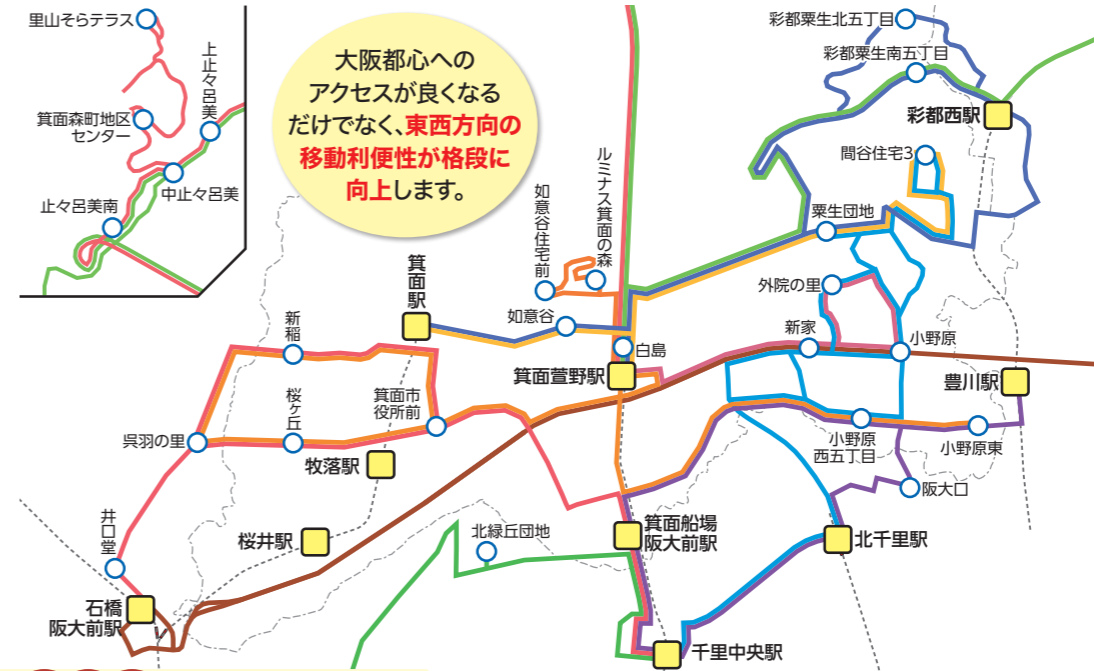 里山そらテラス
上止々呂美
箕面森町地区
センター
中止々呂美
止々呂美南
大阪都心への
アクセスが良くなる
だけでなく、東西方向の
移動利便性が格段に
向上します。
彩都粟生北五丁目
彩都粟生南五丁目
彩都西駅
間谷住宅3
粟生団地
ルミナス箕面の森
如意谷住宅前
箕面駅
如意谷
外院の里
新稲
白島
新家
小野原
箕面萱野駅
豊川駅
桜ヶ丘
箕面市
役所前
呉羽の里
牧落駅
小野原
西五丁目
小野原東
阪大口
井口堂
桜井駅
北緑丘団地
箕面船場
阪大前駅
北千里駅
石橋
阪大前駅
千里中央駅